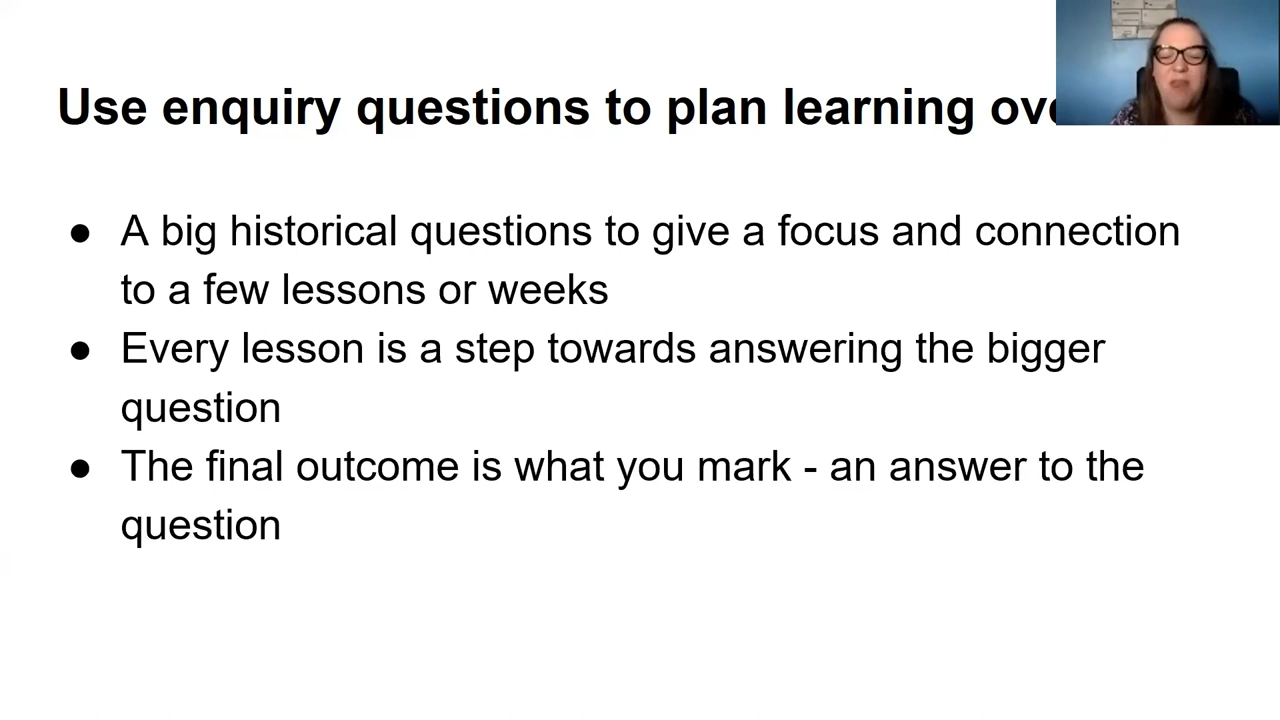 Use enquiry questions to plan learning
● A big historical questions to give a focus and connection
to a few lessons or weeks
● Every lesson is a step towards answering the bigger
question
● The final outcome is what you mark - an answer to the
question